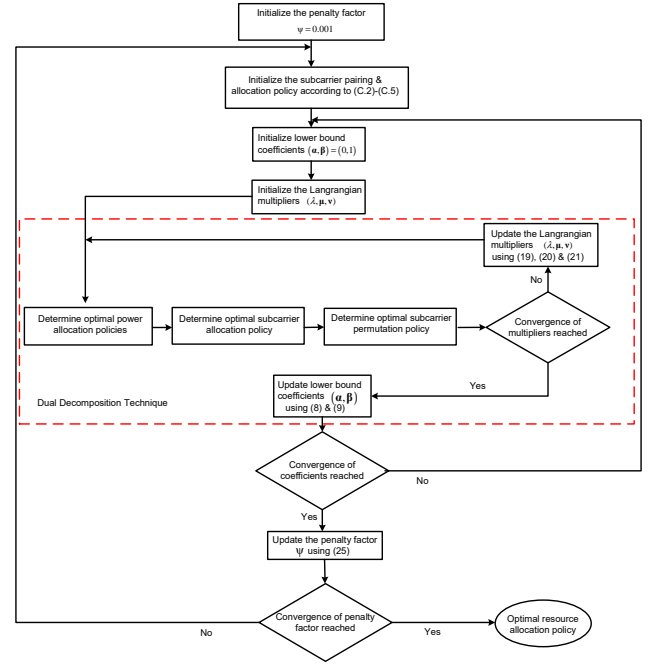 Initialize the penalty factor
ψ=0.001
Initialize the subcarrier pairing &
allocation policy according to (C.2)-(C.5)
Initialize lower bound
coefficients (α,β)=(0,1)
Initialize the Langrangian
multipliers (λ,μ,ν)
Update the Langrangian
multipliers (λ,μ,ν)
using (19), (20) & (21)
No
Determine optimal power
allocation policies
Determine optimal subcarrier
allocation policy
Determine optimal subcarrier
permutation policy
Convergence of
multipliers reached
Yes
Update lower bound
coefficients (α,β)
using (8) & (9)
Dual Decomposition Technique
Convergence of
coefficients reached
No
Yes
Update the penalty factor
ψ using (25)
Convergence of penalty
factor reached
No
Yes
Optimal resource
allocation policy